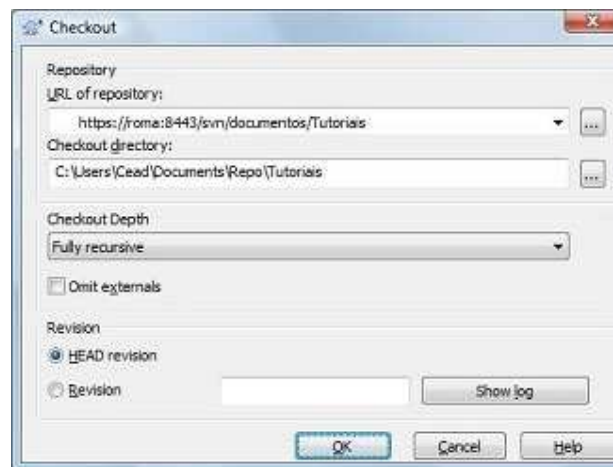 Checkout
Repository
URL of repository:
https://roma:8443/svn/documentos/Tutoriais
...
Checkout directory:
C:\Users\Cead\Documents\Repo\Tutoriais
...
Checkout Depth
Fully recursive
Omit externals
Revision
HEAD revision
Revision
Show log
OK
Cancel
Help